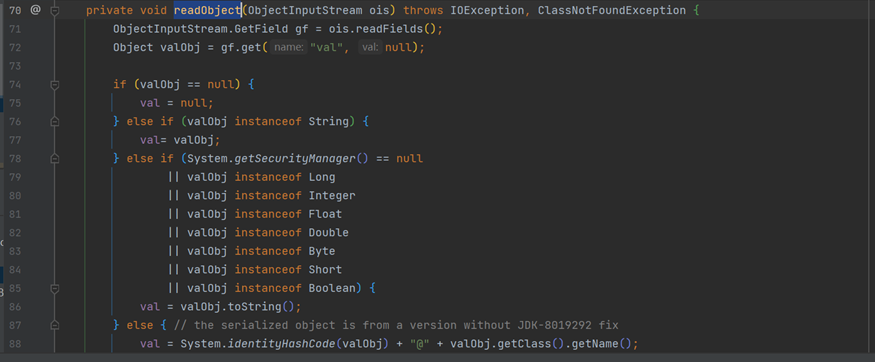 70 @ private void readObject(ObjectInputStream ois) throws IOException, ClassNotFoundException {
71 ObjectInputStream.GetField gf = ois.readFields();
72 Object valObj = gf.get( name: "val", val: null);
73
74 if (valObj == null) {
75 val = null;
76 } else if (valObj instanceof String) {
77 val= valObj;
78 } else if (System.getSecurityManager() == null
79 || valObj instanceof Long
80 || valObj instanceof Integer
81 || valObj instanceof Float
82 || valObj instanceof Double
83 || valObj instanceof Byte
84 || valObj instanceof Short
85 || valObj instanceof Boolean) {
86 val = valObj.toString();
87 } else { // the serialized object is from a version without JDK-8019292 fix
88 val = System.identityHashCode(valObj) + "@" + valObj.getClass().getName();